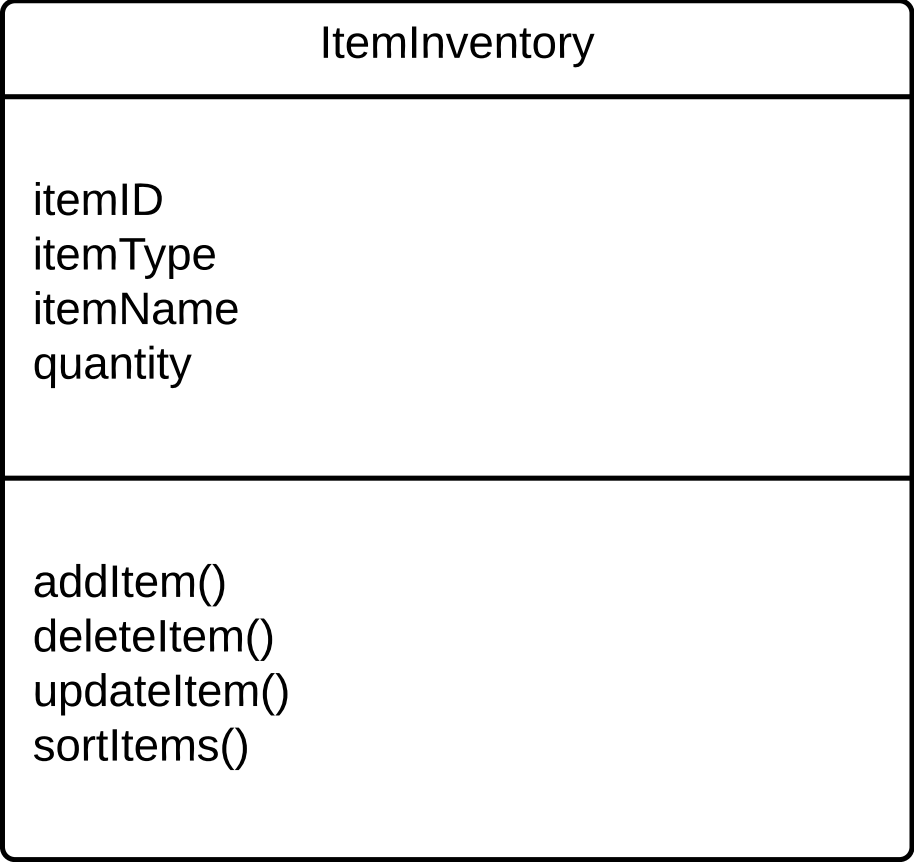 ItemInventory
itemID
itemType
itemName
quantity
addItem()
deleteItem()
updateItem()
sortItems()